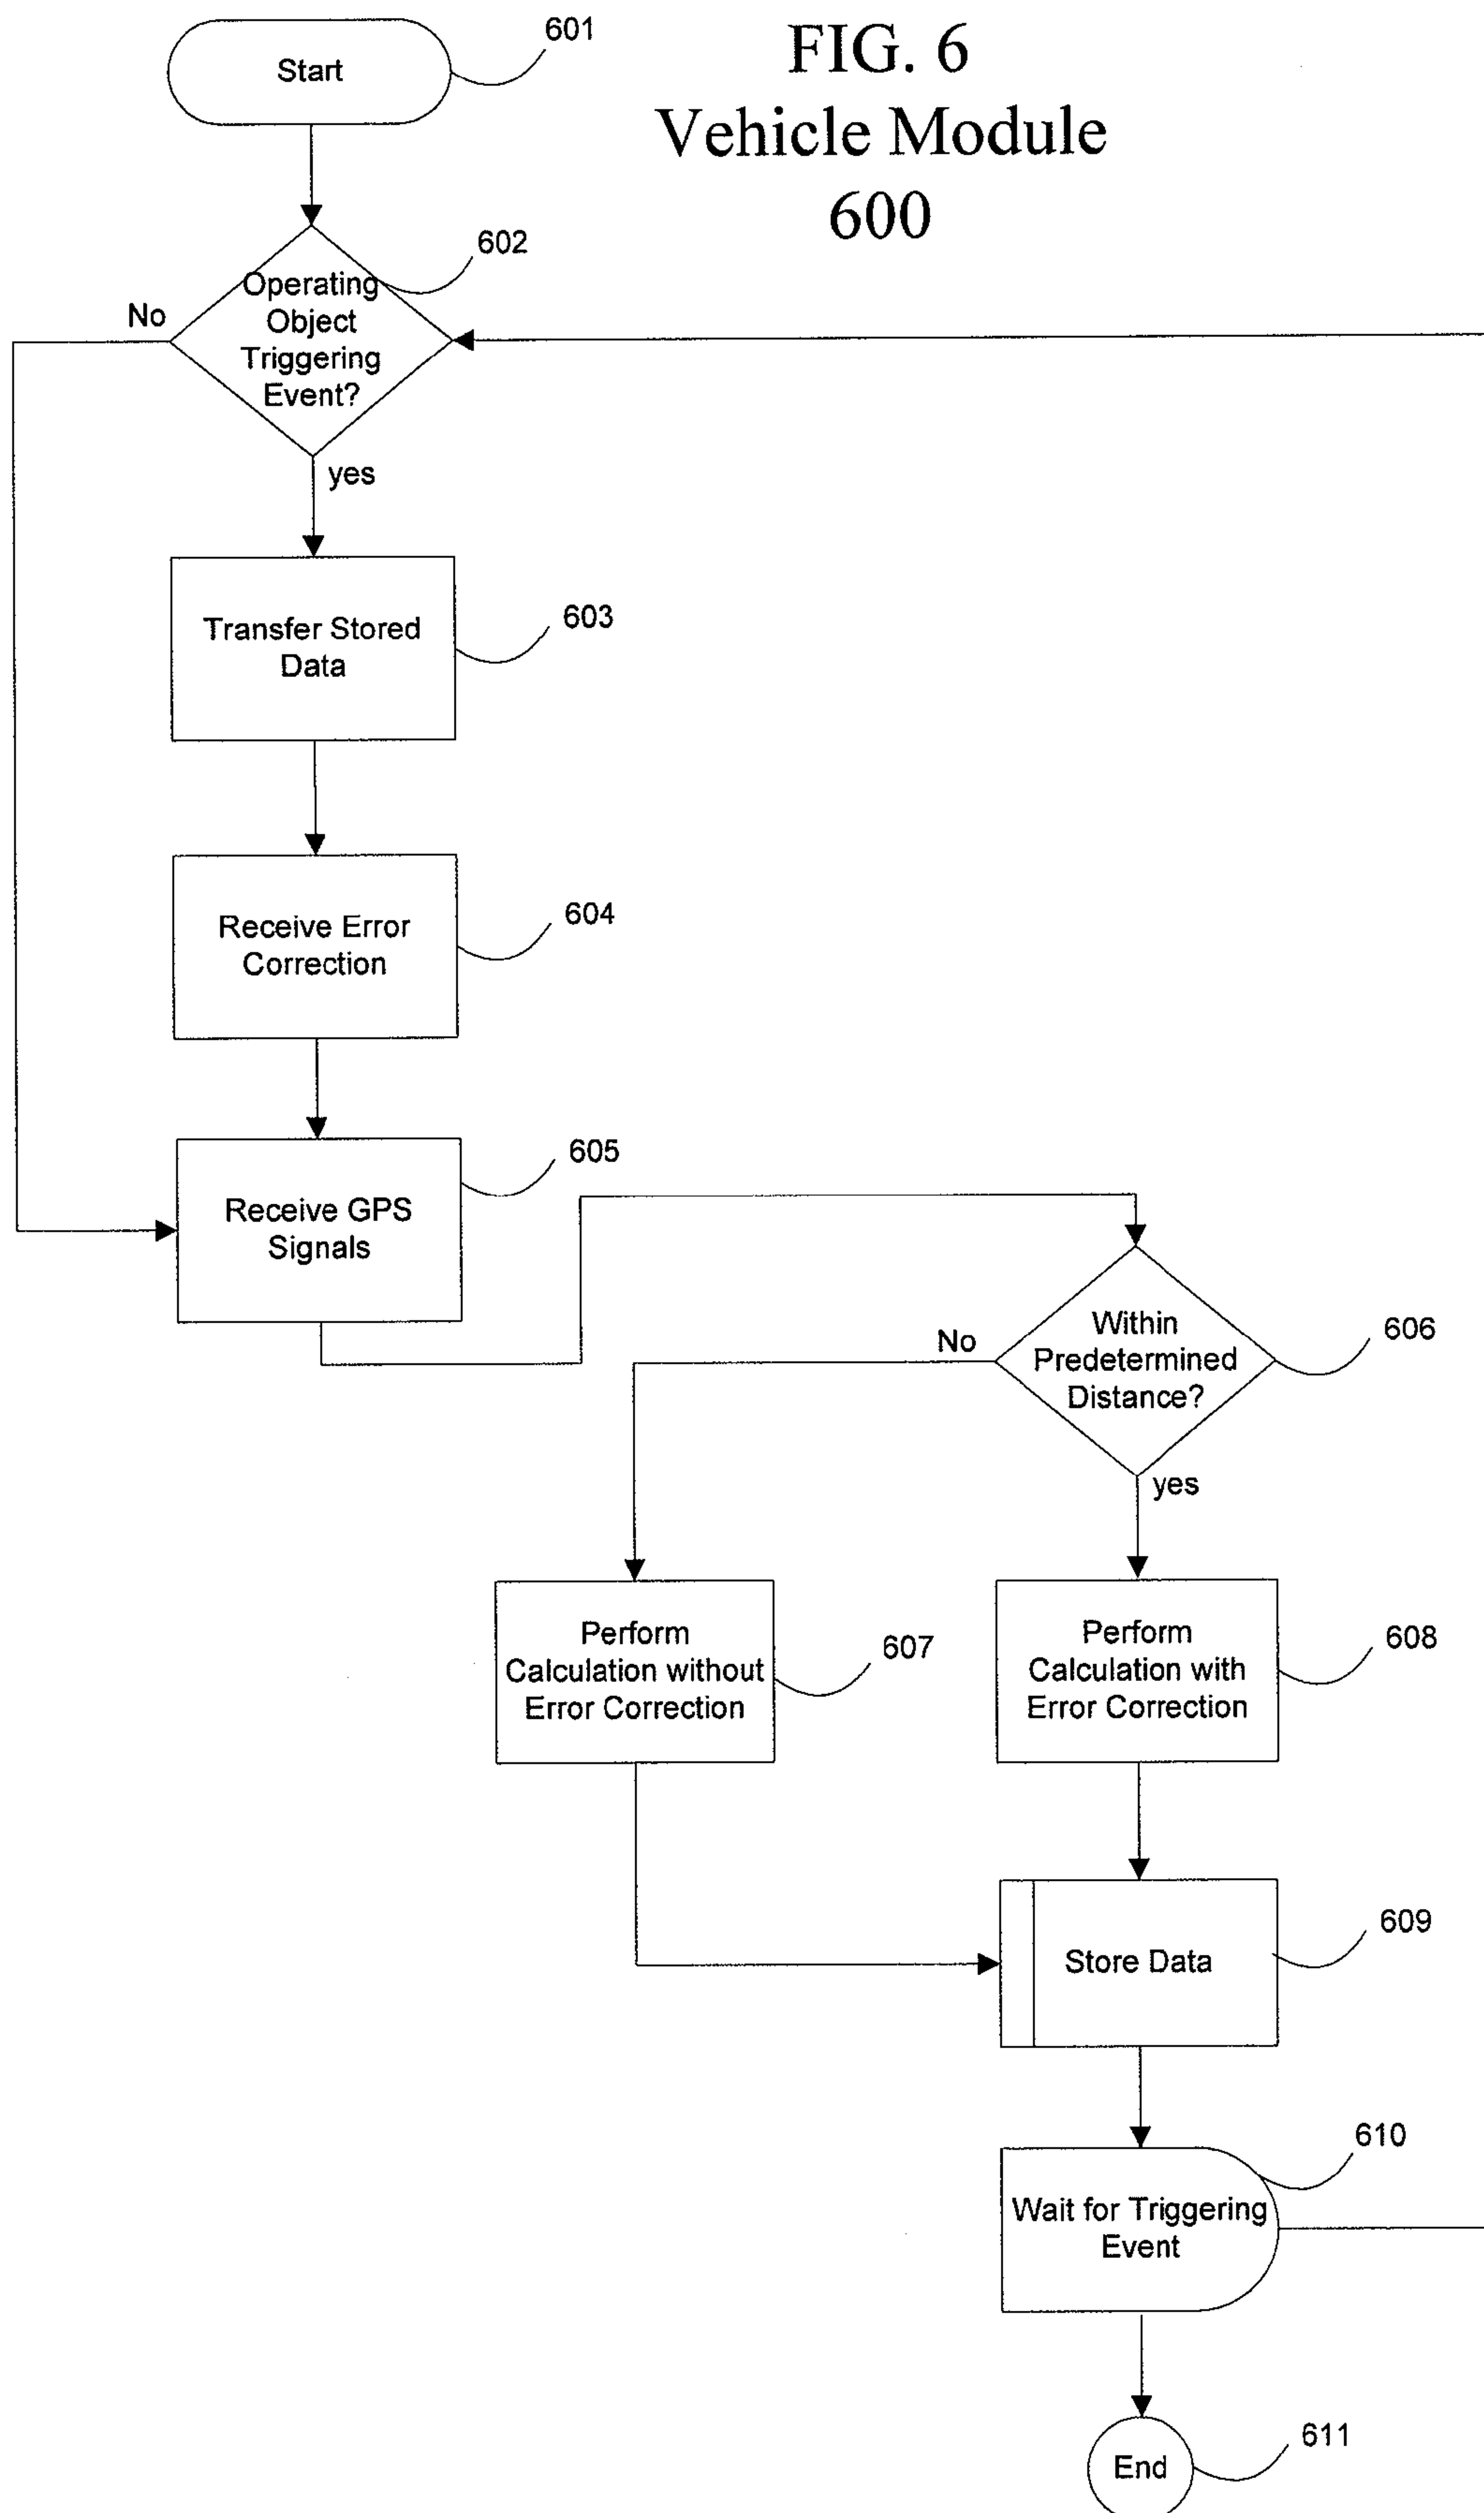 FIG. 6
Vehicle Module
600
601
Start
602
Operating
Object
Triggering
Event?
No
yes
603
Transfer Stored
Data
604
Receive Error
Correction
605
Receive GPS
Signals
606
Within
Predetermined
Distance?
No
yes
607
Perform
Calculation without
Error Correction
608
Perform
Calculation with
Error Correction
609
Store Data
610
Wait for Triggering
Event
611
End